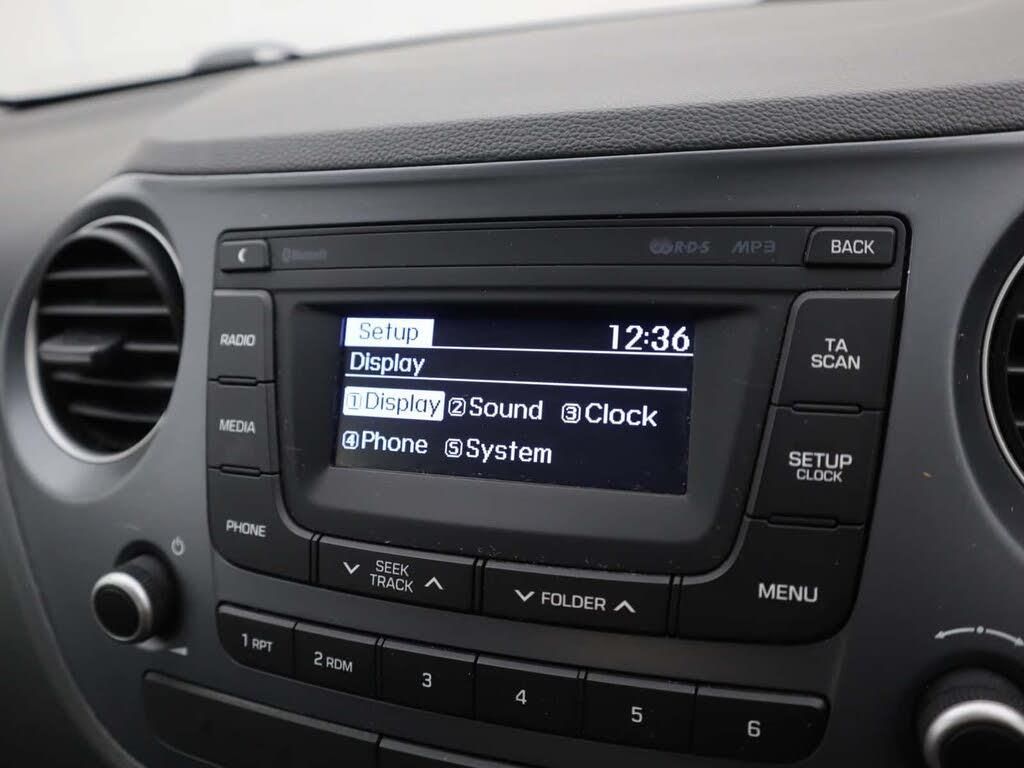 Bluetooth
R·D·S MP3
BACK
RADIO
MEDIA
PHONE
Setup 12:36
Display
①Display ②Sound ③Clock
④Phone ⑤System
TA
SCAN
SETUP
CLOCK
MENU
SEEK
TRACK
FOLDER
1 RPT
2 RDM
3
4
5
6